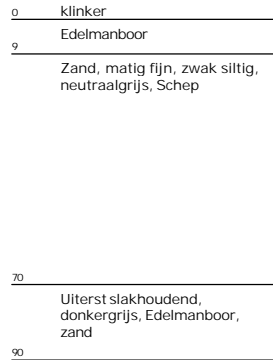 0 klinker
Edelmanboor
9
Zand, matig fijn, zwak siltig,
neutraalgrijs, Schep
70
Uiterst slakhoudend,
donkergrijs, Edelmanboor,
zand
90